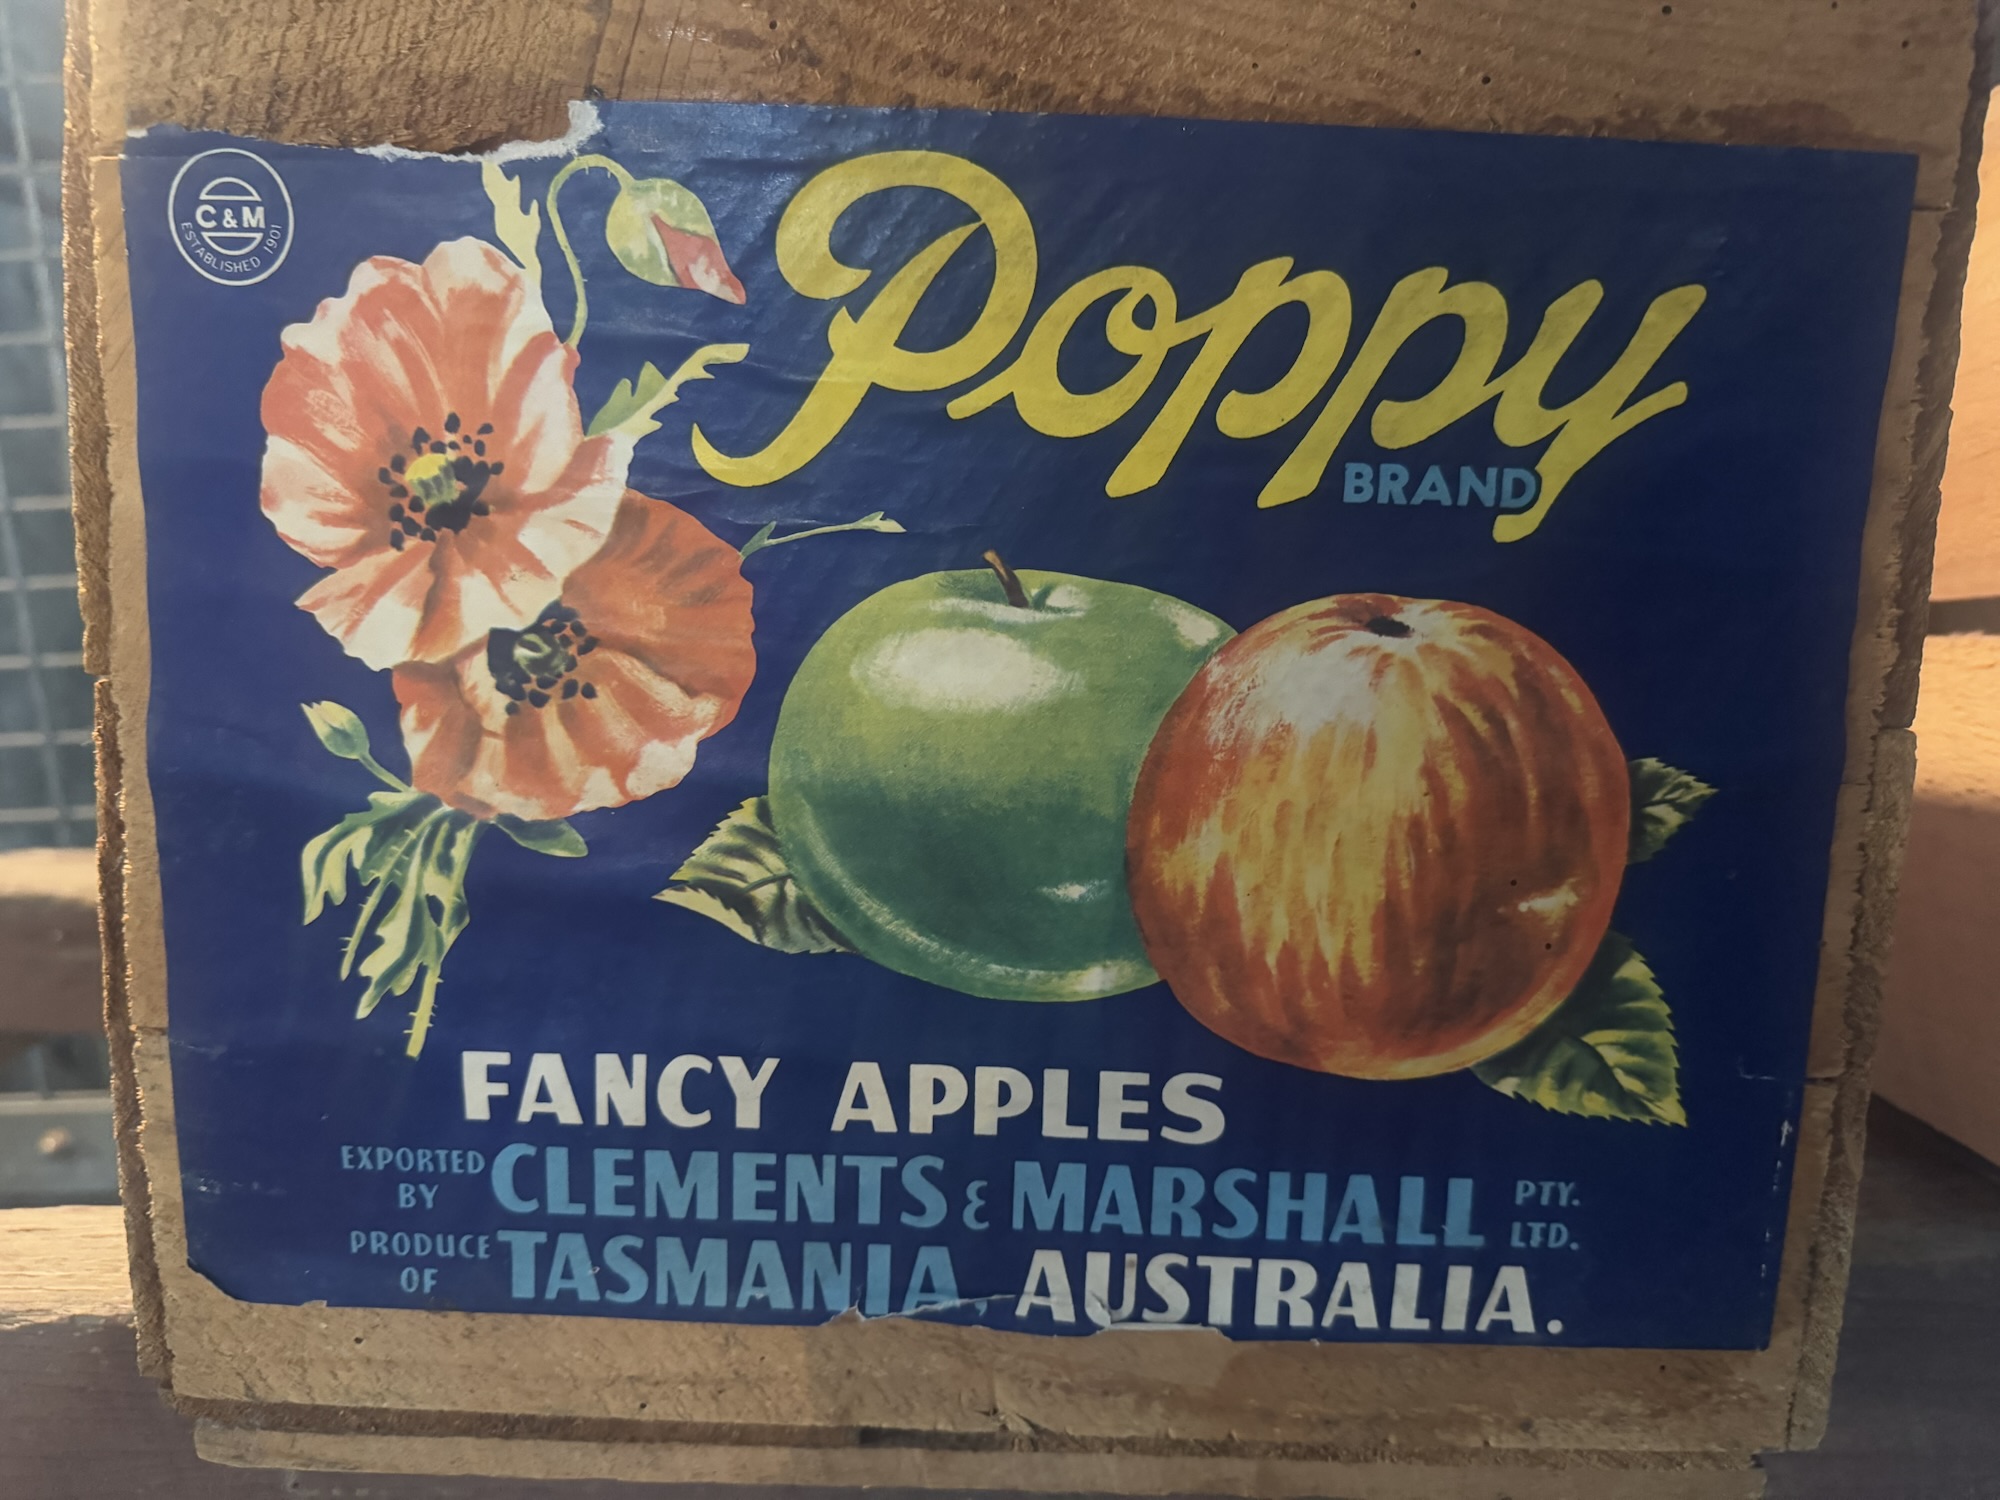 C & M
ESTABLISHED 1901
Poppy
BRAND
FANCY APPLES
EXPORTED BY CLEMENTS & MARSHALL PTY. LTD.
PRODUCE OF TASMANIA, AUSTRALIA.